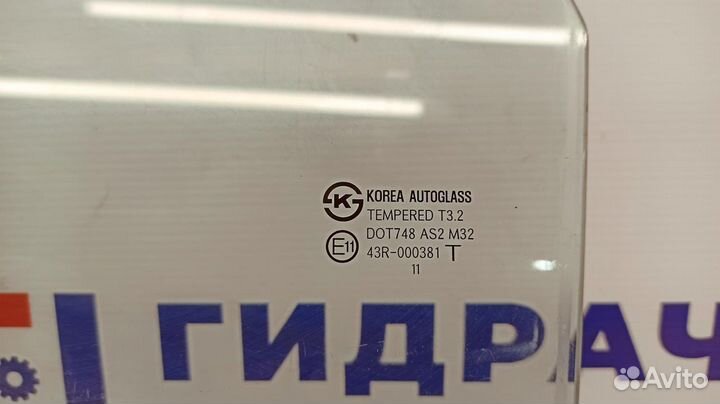 K
KOREA AUTOGLASS
TEMPERED T3.2
DOT748 AS2 M32
E11
43R-000381 T
11
ГИДРАЧ
Avito